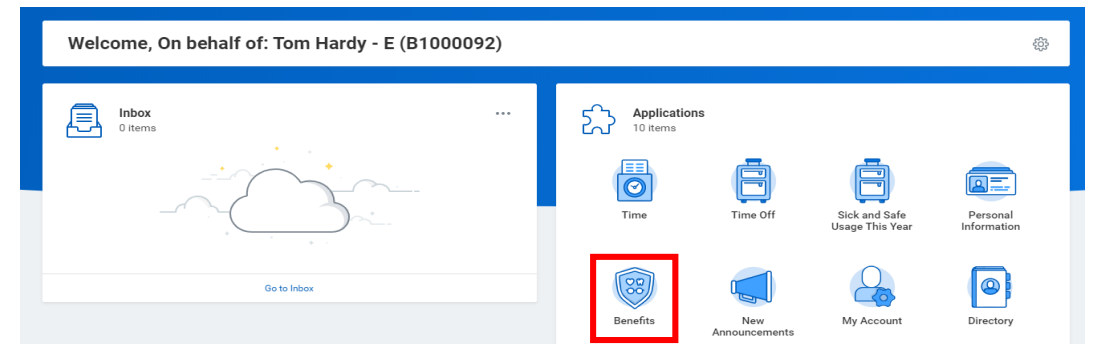 Welcome, On behalf of: Tom Hardy - E (B1000092)
Inbox
0 items
Go to Inbox
Applications
10 items
Time
Time Off
Sick and Safe
Usage This Year
Personal
Information
Benefits
New
Announcements
My Account
Directory